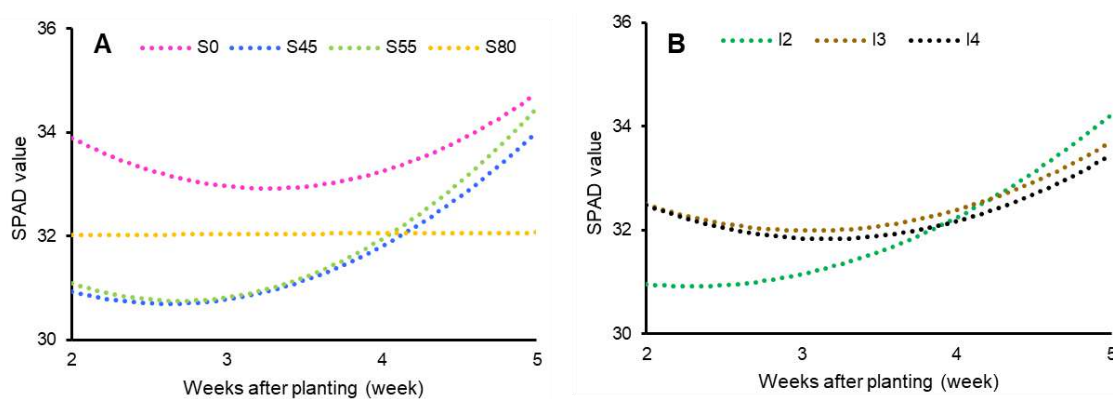 A
S0 S45 S55 S80
36
34
32
30
SPAD value
2 3 4 5
Weeks after planting (week)
B
I2 I3 I4
36
34
32
30
SPAD value
2 3 4 5
Weeks after planting (week)